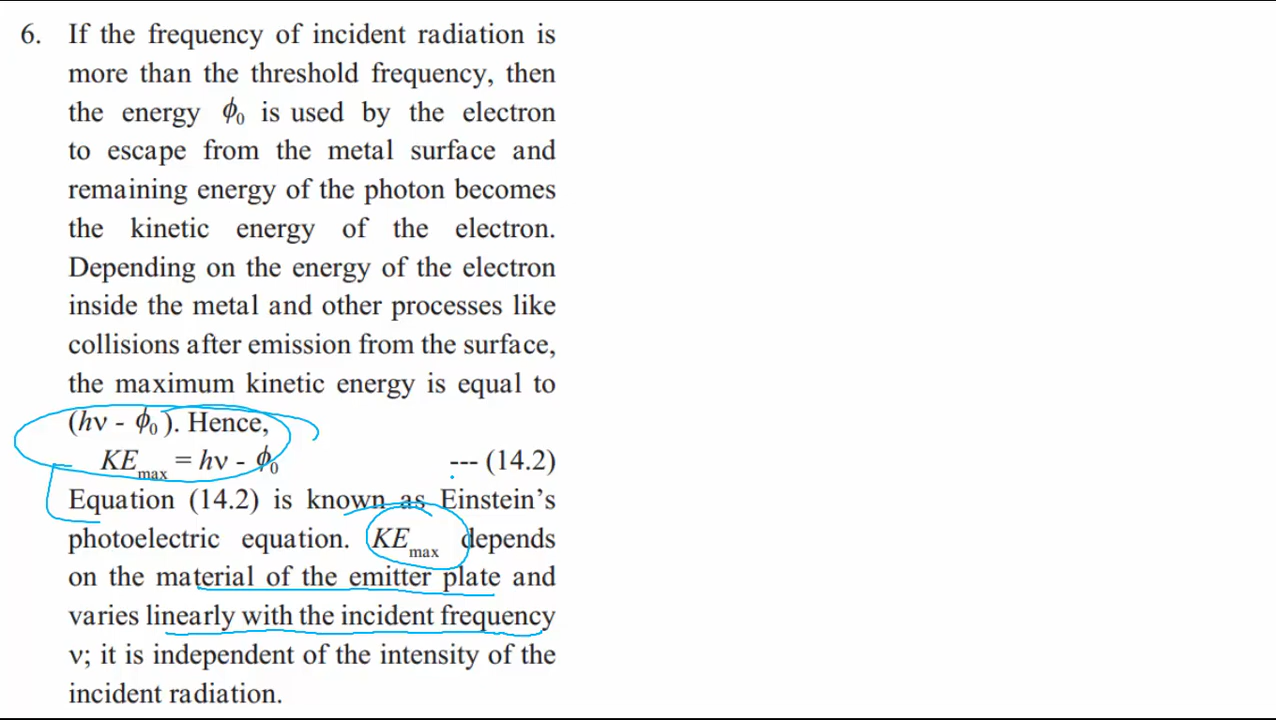 6. If the frequency of incident radiation is
more than the threshold frequency, then
the energy ϕ₀ is used by the electron
to escape from the metal surface and
remaining energy of the photon becomes
the kinetic energy of the electron.
Depending on the energy of the electron
inside the metal and other processes like
collisions after emission from the surface,
the maximum kinetic energy is equal to
(hν - ϕ₀). Hence,
KE_max = hν - ϕ₀ --- (14.2)
Equation (14.2) is known as Einstein's
photoelectric equation. KE_max depends
on the material of the emitter plate and
varies linearly with the incident frequency
ν; it is independent of the intensity of the
incident radiation.